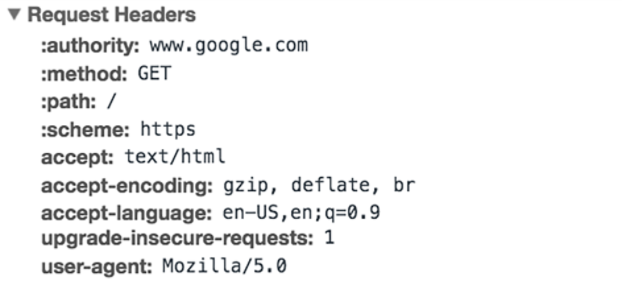 ▼ Request Headers
:authority: www.google.com
:method: GET
:path: /
:scheme: https
accept: text/html
accept-encoding: gzip, deflate, br
accept-language: en-US,en;q=0.9
upgrade-insecure-requests: 1
user-agent: Mozilla/5.0